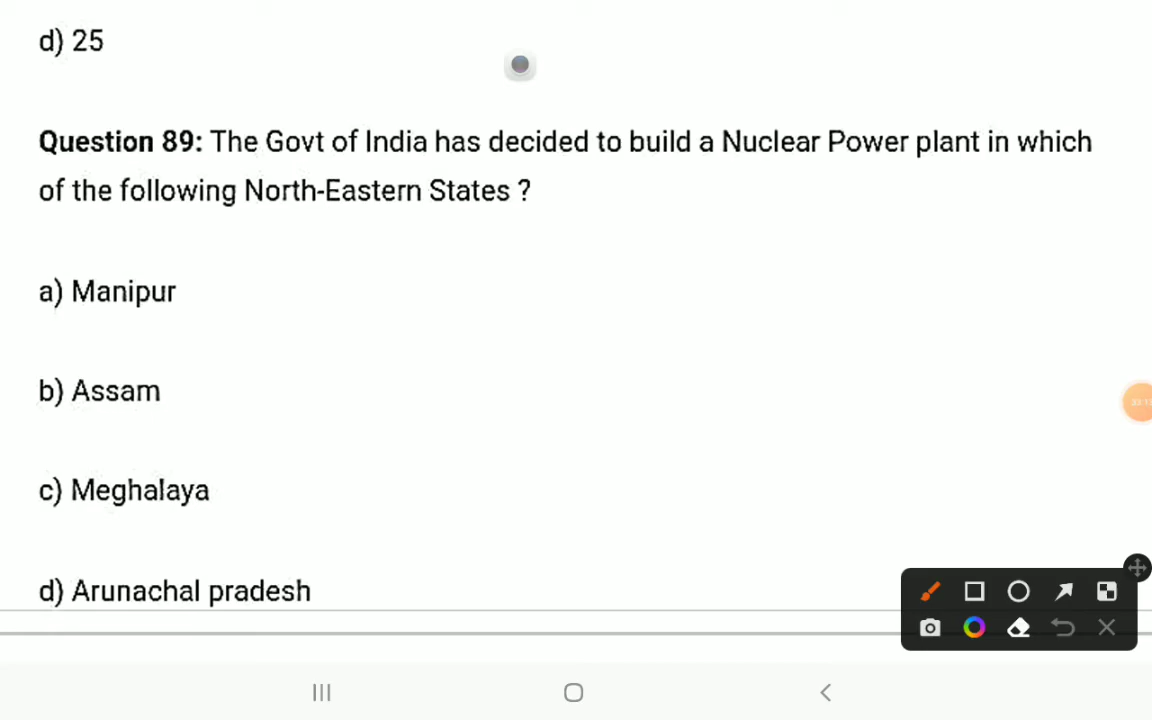 d) 25
Question 89: The Govt of India has decided to build a Nuclear Power plant in which
of the following North-Eastern States ?
a) Manipur
b) Assam
c) Meghalaya
d) Arunachal pradesh